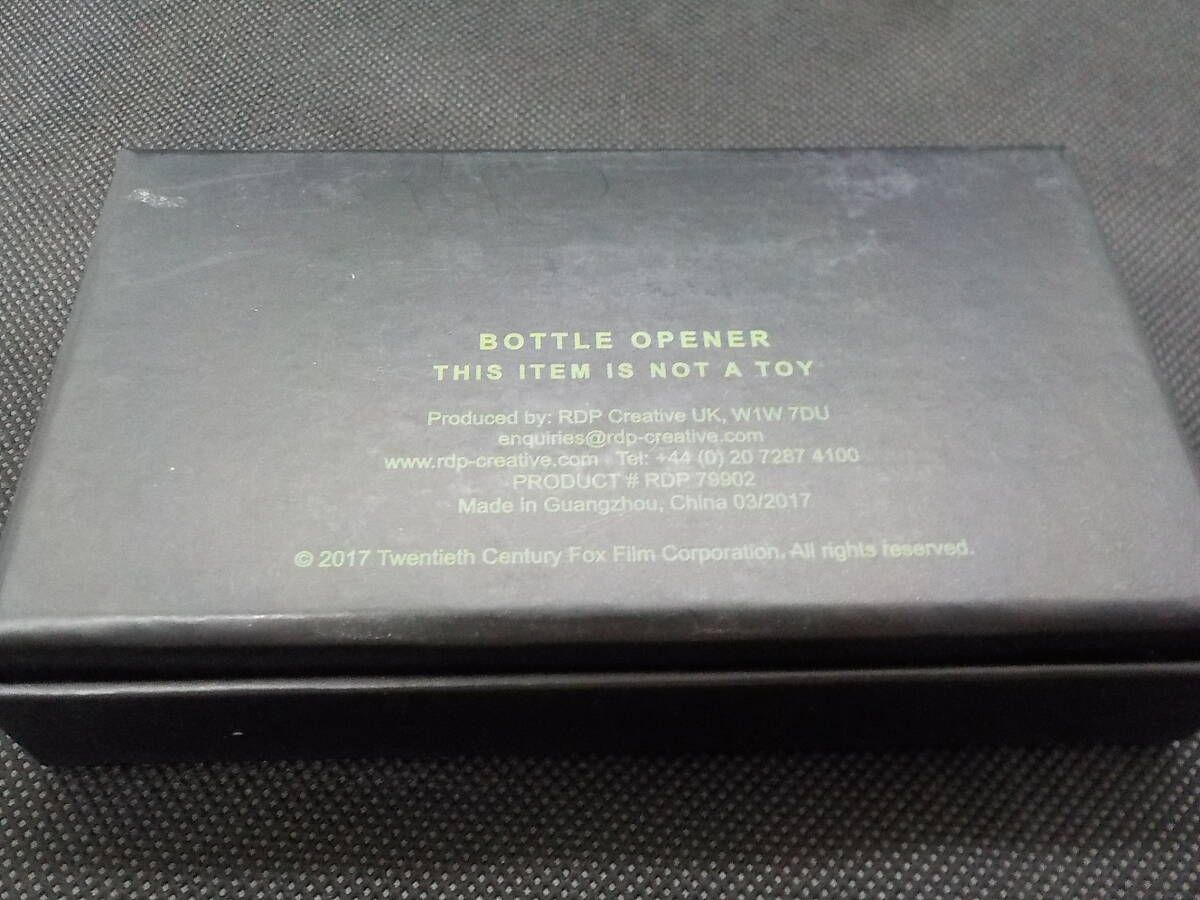 BOTTLE OPENER
THIS ITEM IS NOT A TOY
Produced by: RDP Creative UK, W1W 7DU
enquiries@rdp-creative.com
www.rdp-creative.com Tel: +44 (0) 20 7287 4100
PRODUCT # RDP 79902
Made in Guangzhou, China 03/2017
© 2017 Twentieth Century Fox Film Corporation. All rights reserved.